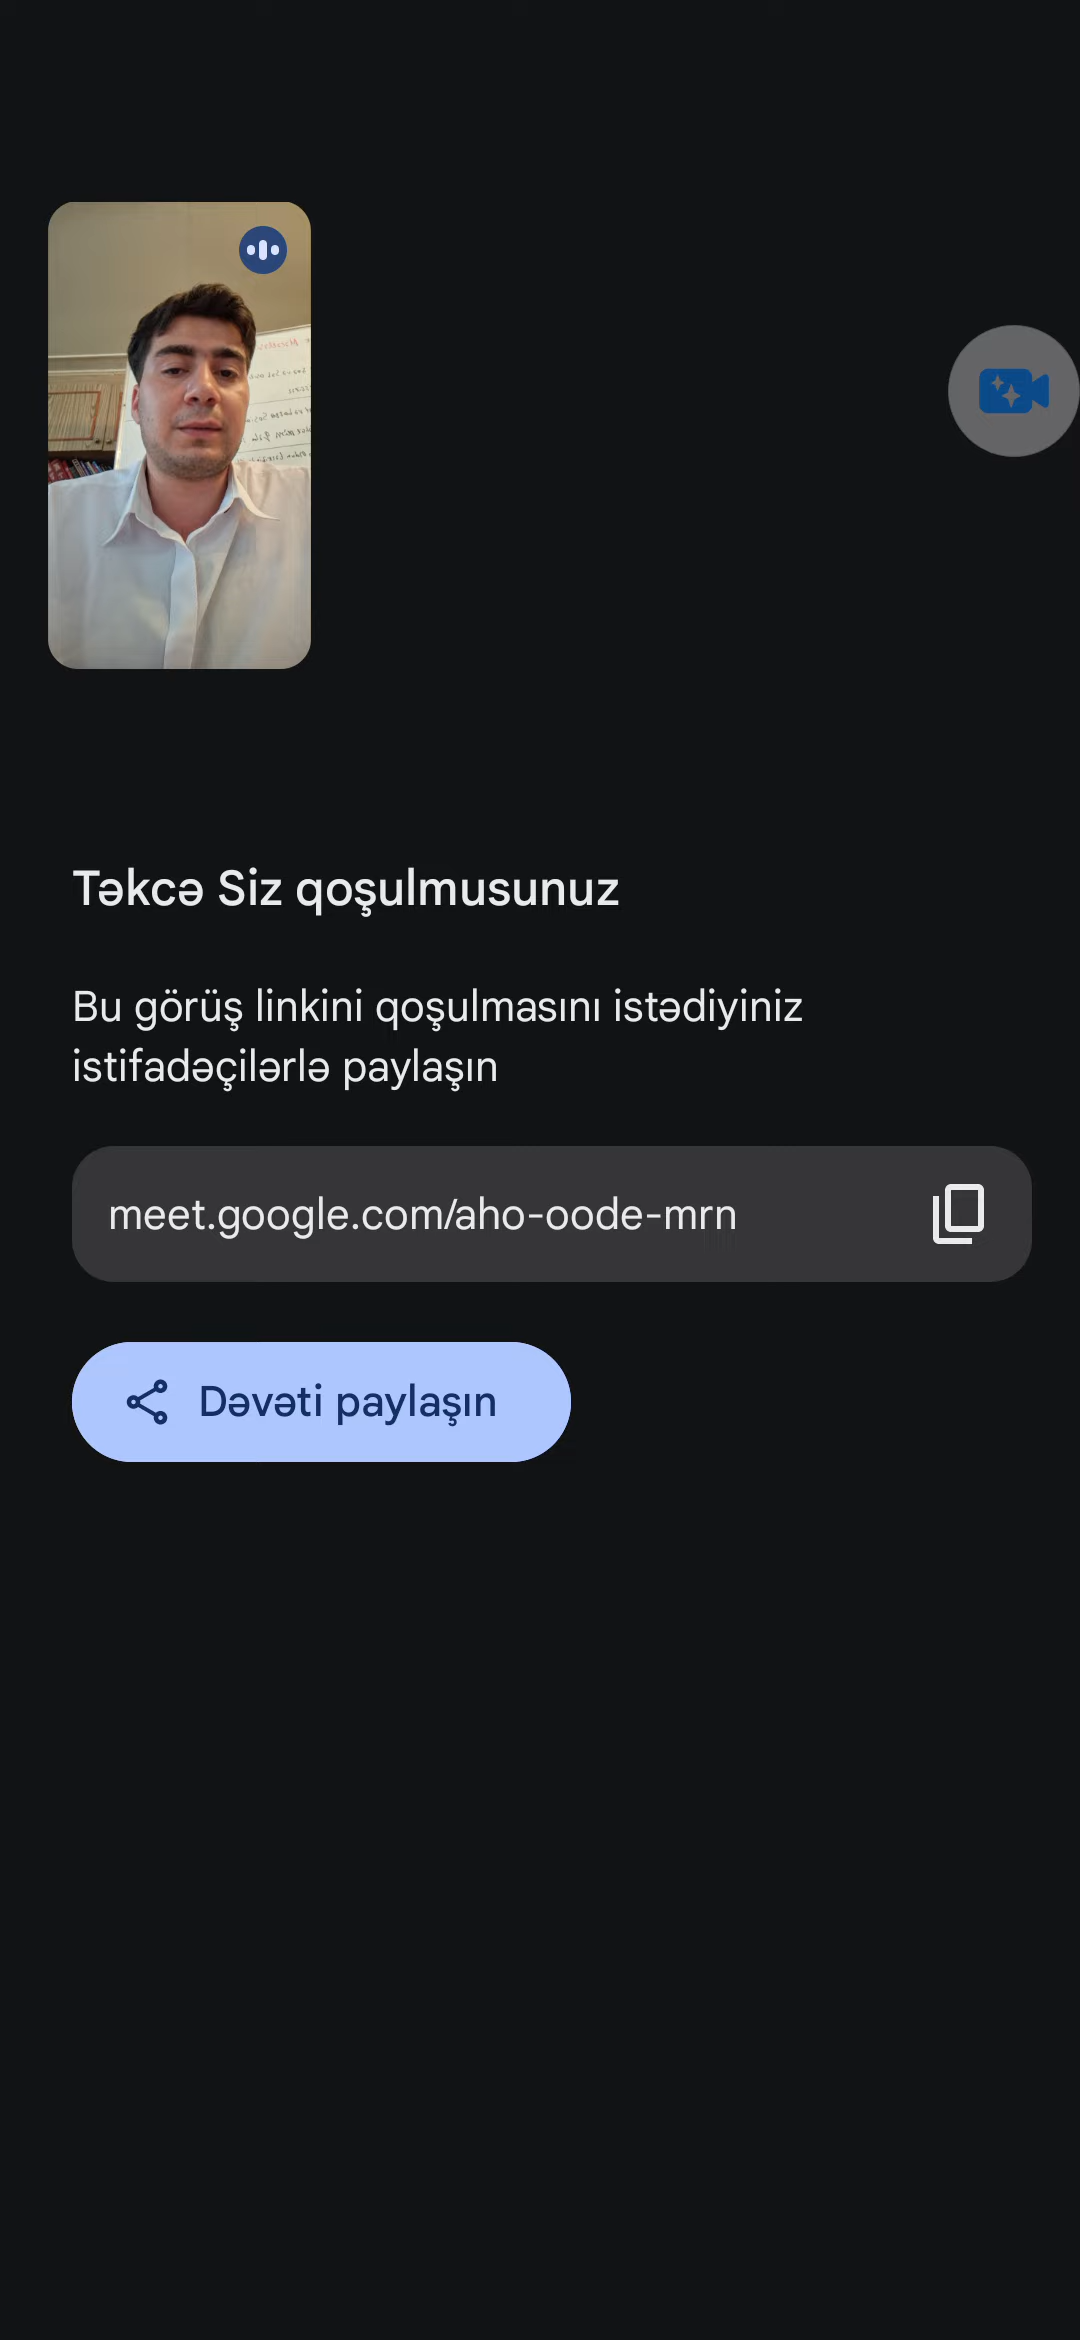 Təkcə Siz qoşulmusunuz
Bu görüş linkini qoşulmasını istədiyiniz
istifadəçilərlə paylaşın
meet.google.com/aho-oode-mrn
Dəvəti paylaşın